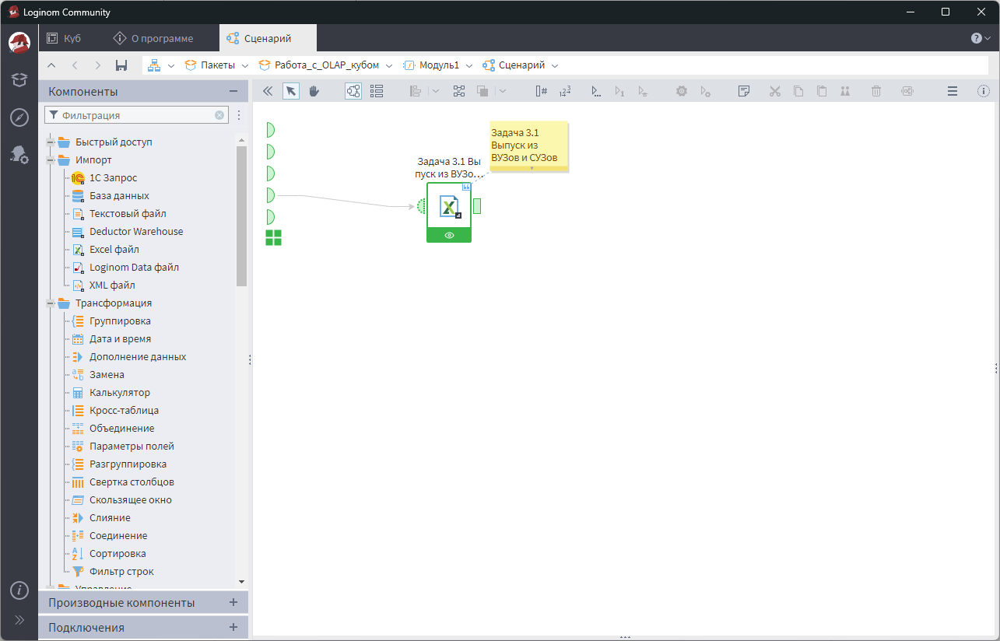 Loginom Community
Куб
О программе
Сценарий
Пакеты
Работа_с_OLAP_кубом
Модуль1
Сценарий
Компоненты
Фильтрация
Быстрый доступ
Импорт
1С Запрос
База данных
Текстовый файл
Deductor Warehouse
Excel файл
Loginom Data файл
XML файл
Трансформация
Группировка
Дата и время
Дополнение данных
Замена
Калькулятор
Кросс-таблица
Объединение
Параметры полей
Разгруппировка
Свертка столбцов
Скользящее окно
Слияние
Соединение
Сортировка
Фильтр строк
Управление
Производные компоненты
Подключения
Задача 3.1 Вы
пуск из ВУЗо...
Задача 3.1
Выпуск из
ВУЗов и СУЗов